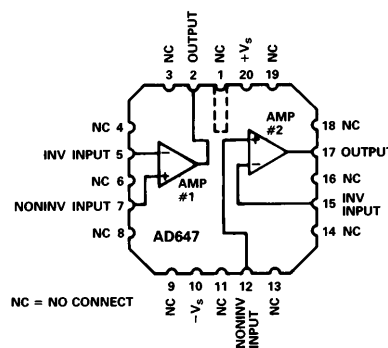 NC
OUTPUT
NC
+VS
NC
3
2
1
20
19
NC 4
INV INPUT 5
NC 6
NONINV INPUT 7
NC 8
AMP
#1
AMP
#2
18 NC
17 OUTPUT
16 NC
15 INV
INPUT
14 NC
AD647
9
10
11
12
13
NC
−VS
NC
NONINV
INPUT
NC
NC = NO CONNECT